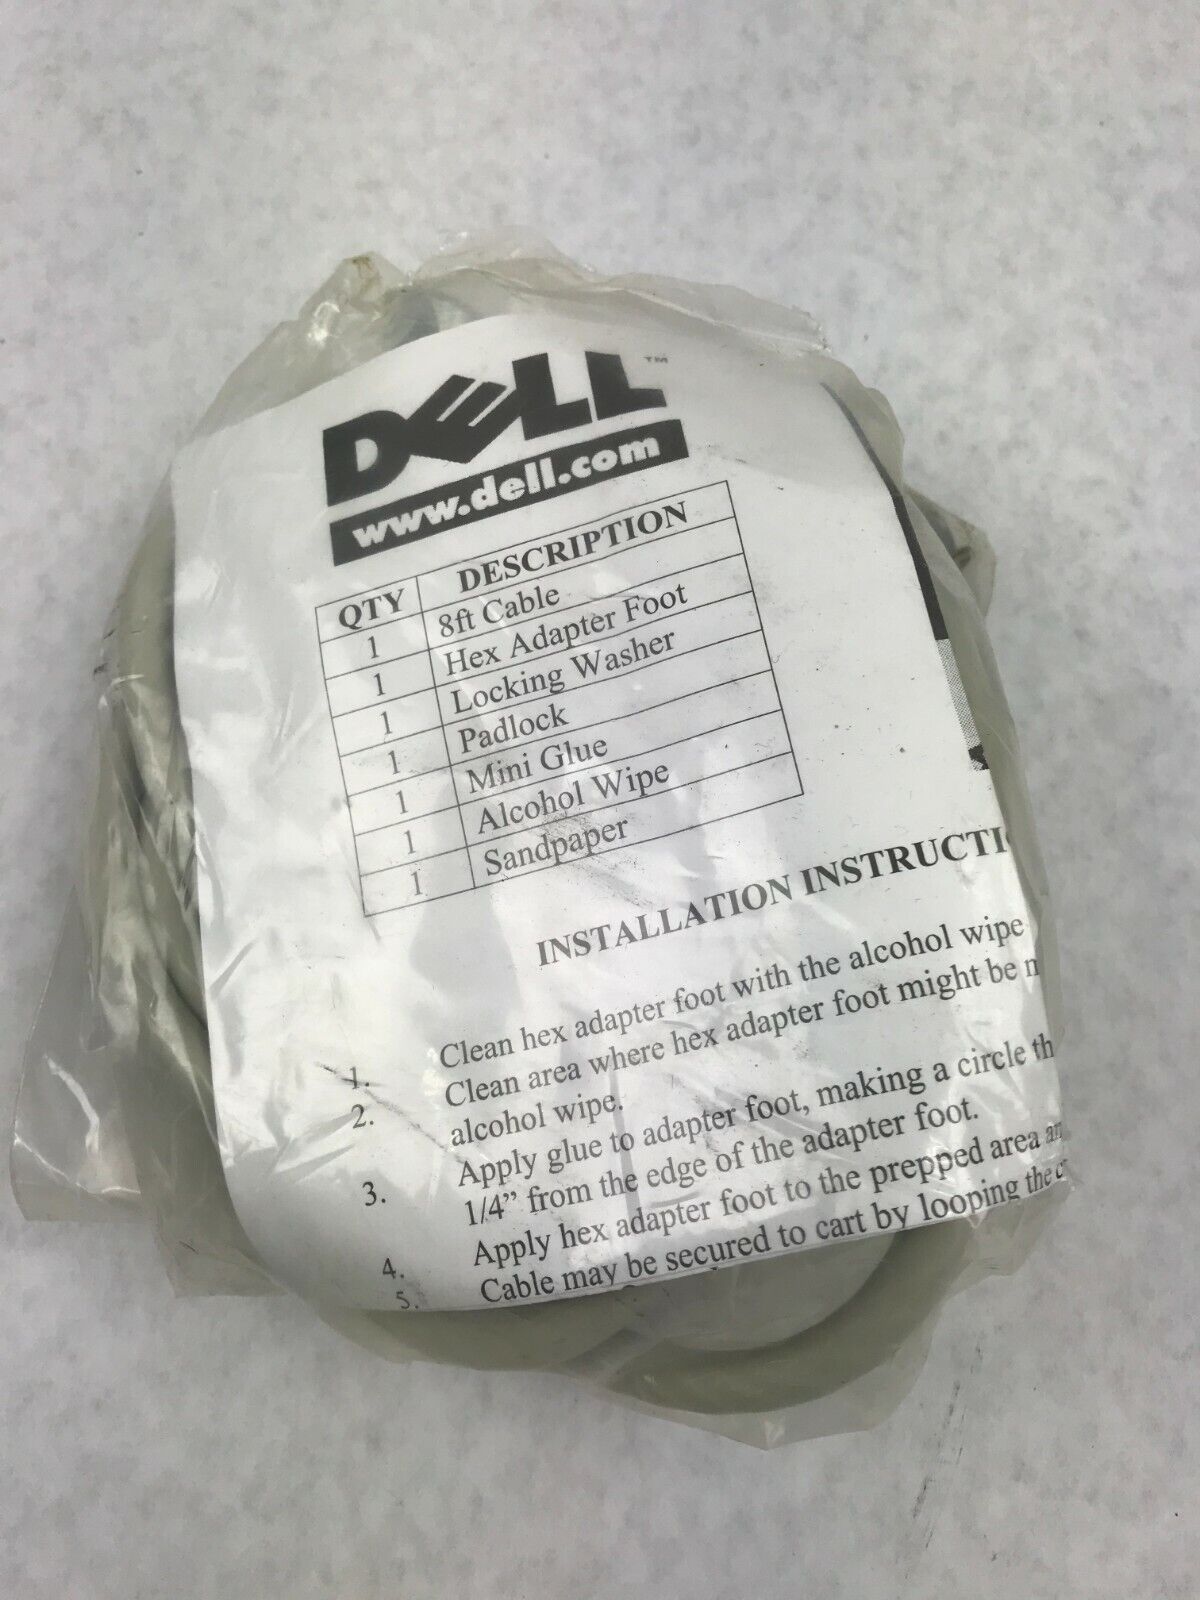 DELL™
www.dell.com
QTY DESCRIPTION
1 8ft Cable
1 Hex Adapter Foot
1 Locking Washer
1 Padlock
1 Mini Glue
1 Alcohol Wipe
1 Sandpaper
INSTALLATION INSTRUCTI
1. Clean hex adapter foot with the alcohol wipe
2. Clean area where hex adapter foot might be
alcohol wipe.
3. Apply glue to adapter foot, making a circle th
1/4" from the edge of the adapter foot.
4. Apply hex adapter foot to the prepped area
5. Cable may be secured to cart by looping the